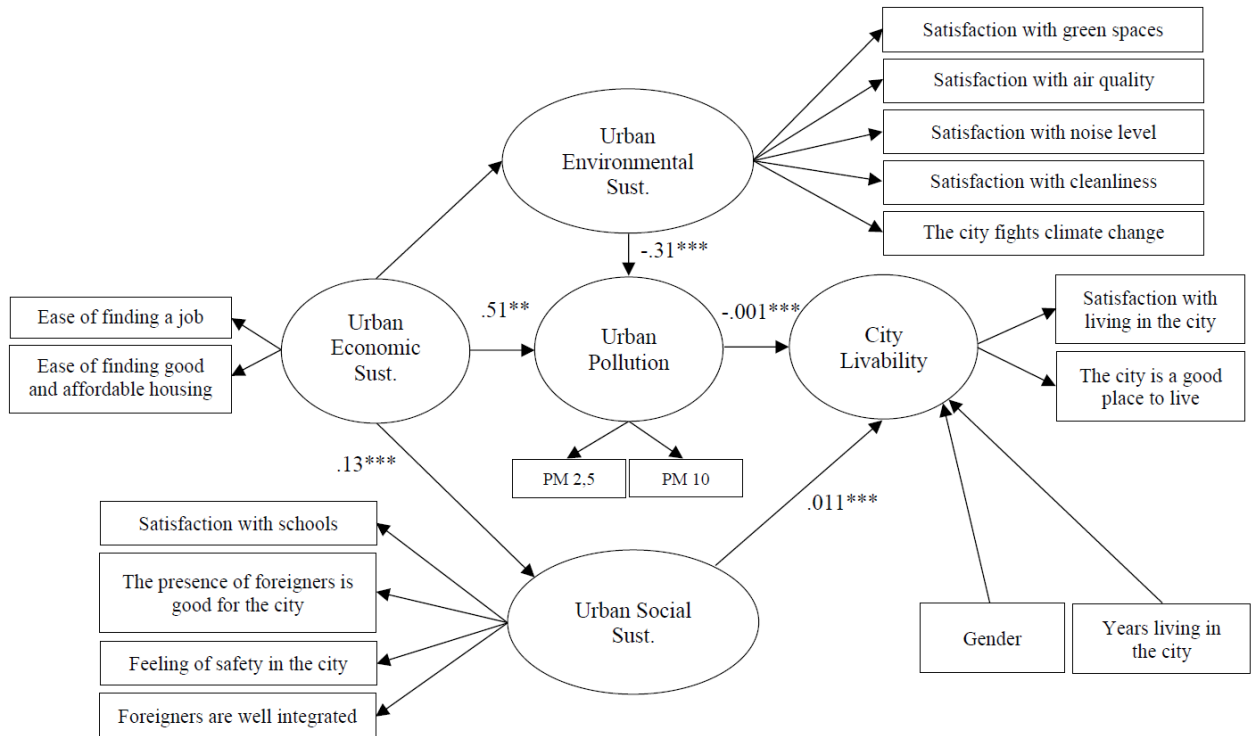 Satisfaction with green spaces
Satisfaction with air quality
Satisfaction with noise level
Satisfaction with cleanliness
The city fights climate change
Urban
Environmental
Sust.
-.31***
Ease of finding a job
Ease of finding good
and affordable housing
Urban
Economic
Sust.
.51**
Urban
Pollution
-.001***
City
Livability
Satisfaction with
living in the city
The city is a good
place to live
PM 2,5
PM 10
.13***
.011***
Satisfaction with schools
The presence of foreigners is
good for the city
Feeling of safety in the city
Foreigners are well integrated
Urban Social
Sust.
Gender
Years living in
the city